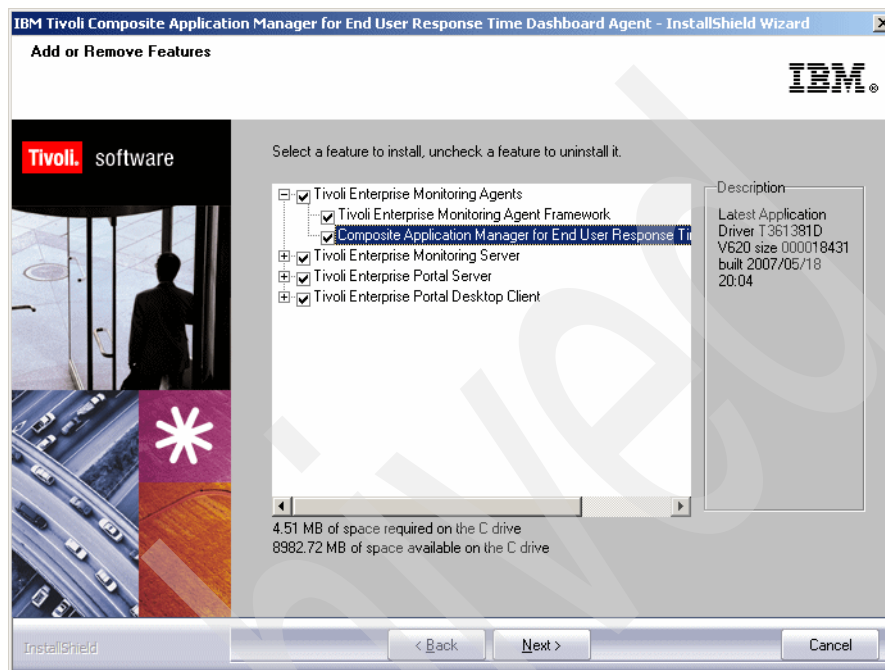 IBM Tivoli Composite Application Manager for End User Response Time Dashboard Agent - InstallShield Wizard
Add or Remove Features
IBM®
Tivoli. software
Select a feature to install, uncheck a feature to uninstall it.
Tivoli Enterprise Monitoring Agents
Tivoli Enterprise Monitoring Agent Framework
Composite Application Manager for End User Response Ti
Tivoli Enterprise Monitoring Server
Tivoli Enterprise Portal Server
Tivoli Enterprise Portal Desktop Client
Description
Latest Application
Driver T361381D
V620 size 000018431
built 2007/05/18
20:04
4.51 MB of space required on the C drive
8982.72 MB of space available on the C drive
InstallShield
< Back
Next >
Cancel